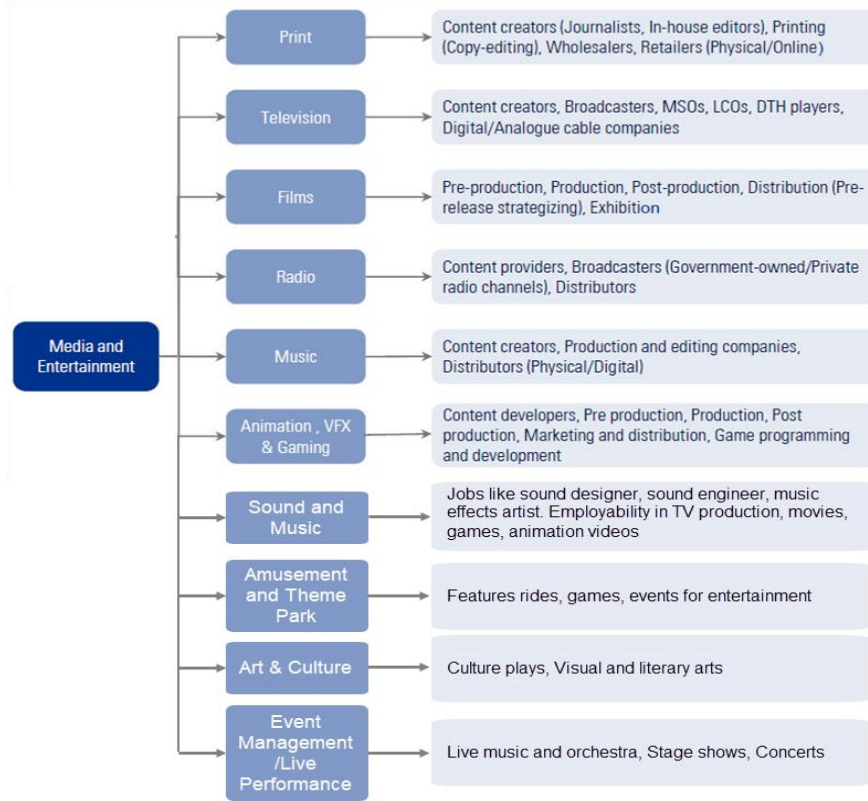 Media and
Entertainment
Print
Content creators (Journalists, In-house editors), Printing
(Copy-editing), Wholesalers, Retailers (Physical/Online)
Television
Content creators, Broadcasters, MSOs, LCOs, DTH players,
Digital/Analogue cable companies
Films
Pre-production, Production, Post-production, Distribution (Pre-
release strategizing), Exhibition
Radio
Content providers, Broadcasters (Government-owned/Private
radio channels), Distributors
Music
Content creators, Production and editing companies,
Distributors (Physical/Digital)
Animation , VFX
& Gaming
Content developers, Pre production, Production, Post
production, Marketing and distribution, Game programming
and development
Sound and
Music
Jobs like sound designer, sound engineer, music
effects artist. Employability in TV production, movies,
games, animation videos
Amusement
and Theme
Park
Features rides, games, events for entertainment
Art & Culture
Culture plays, Visual and literary arts
Event
Management
/Live
Performance
Live music and orchestra, Stage shows, Concerts